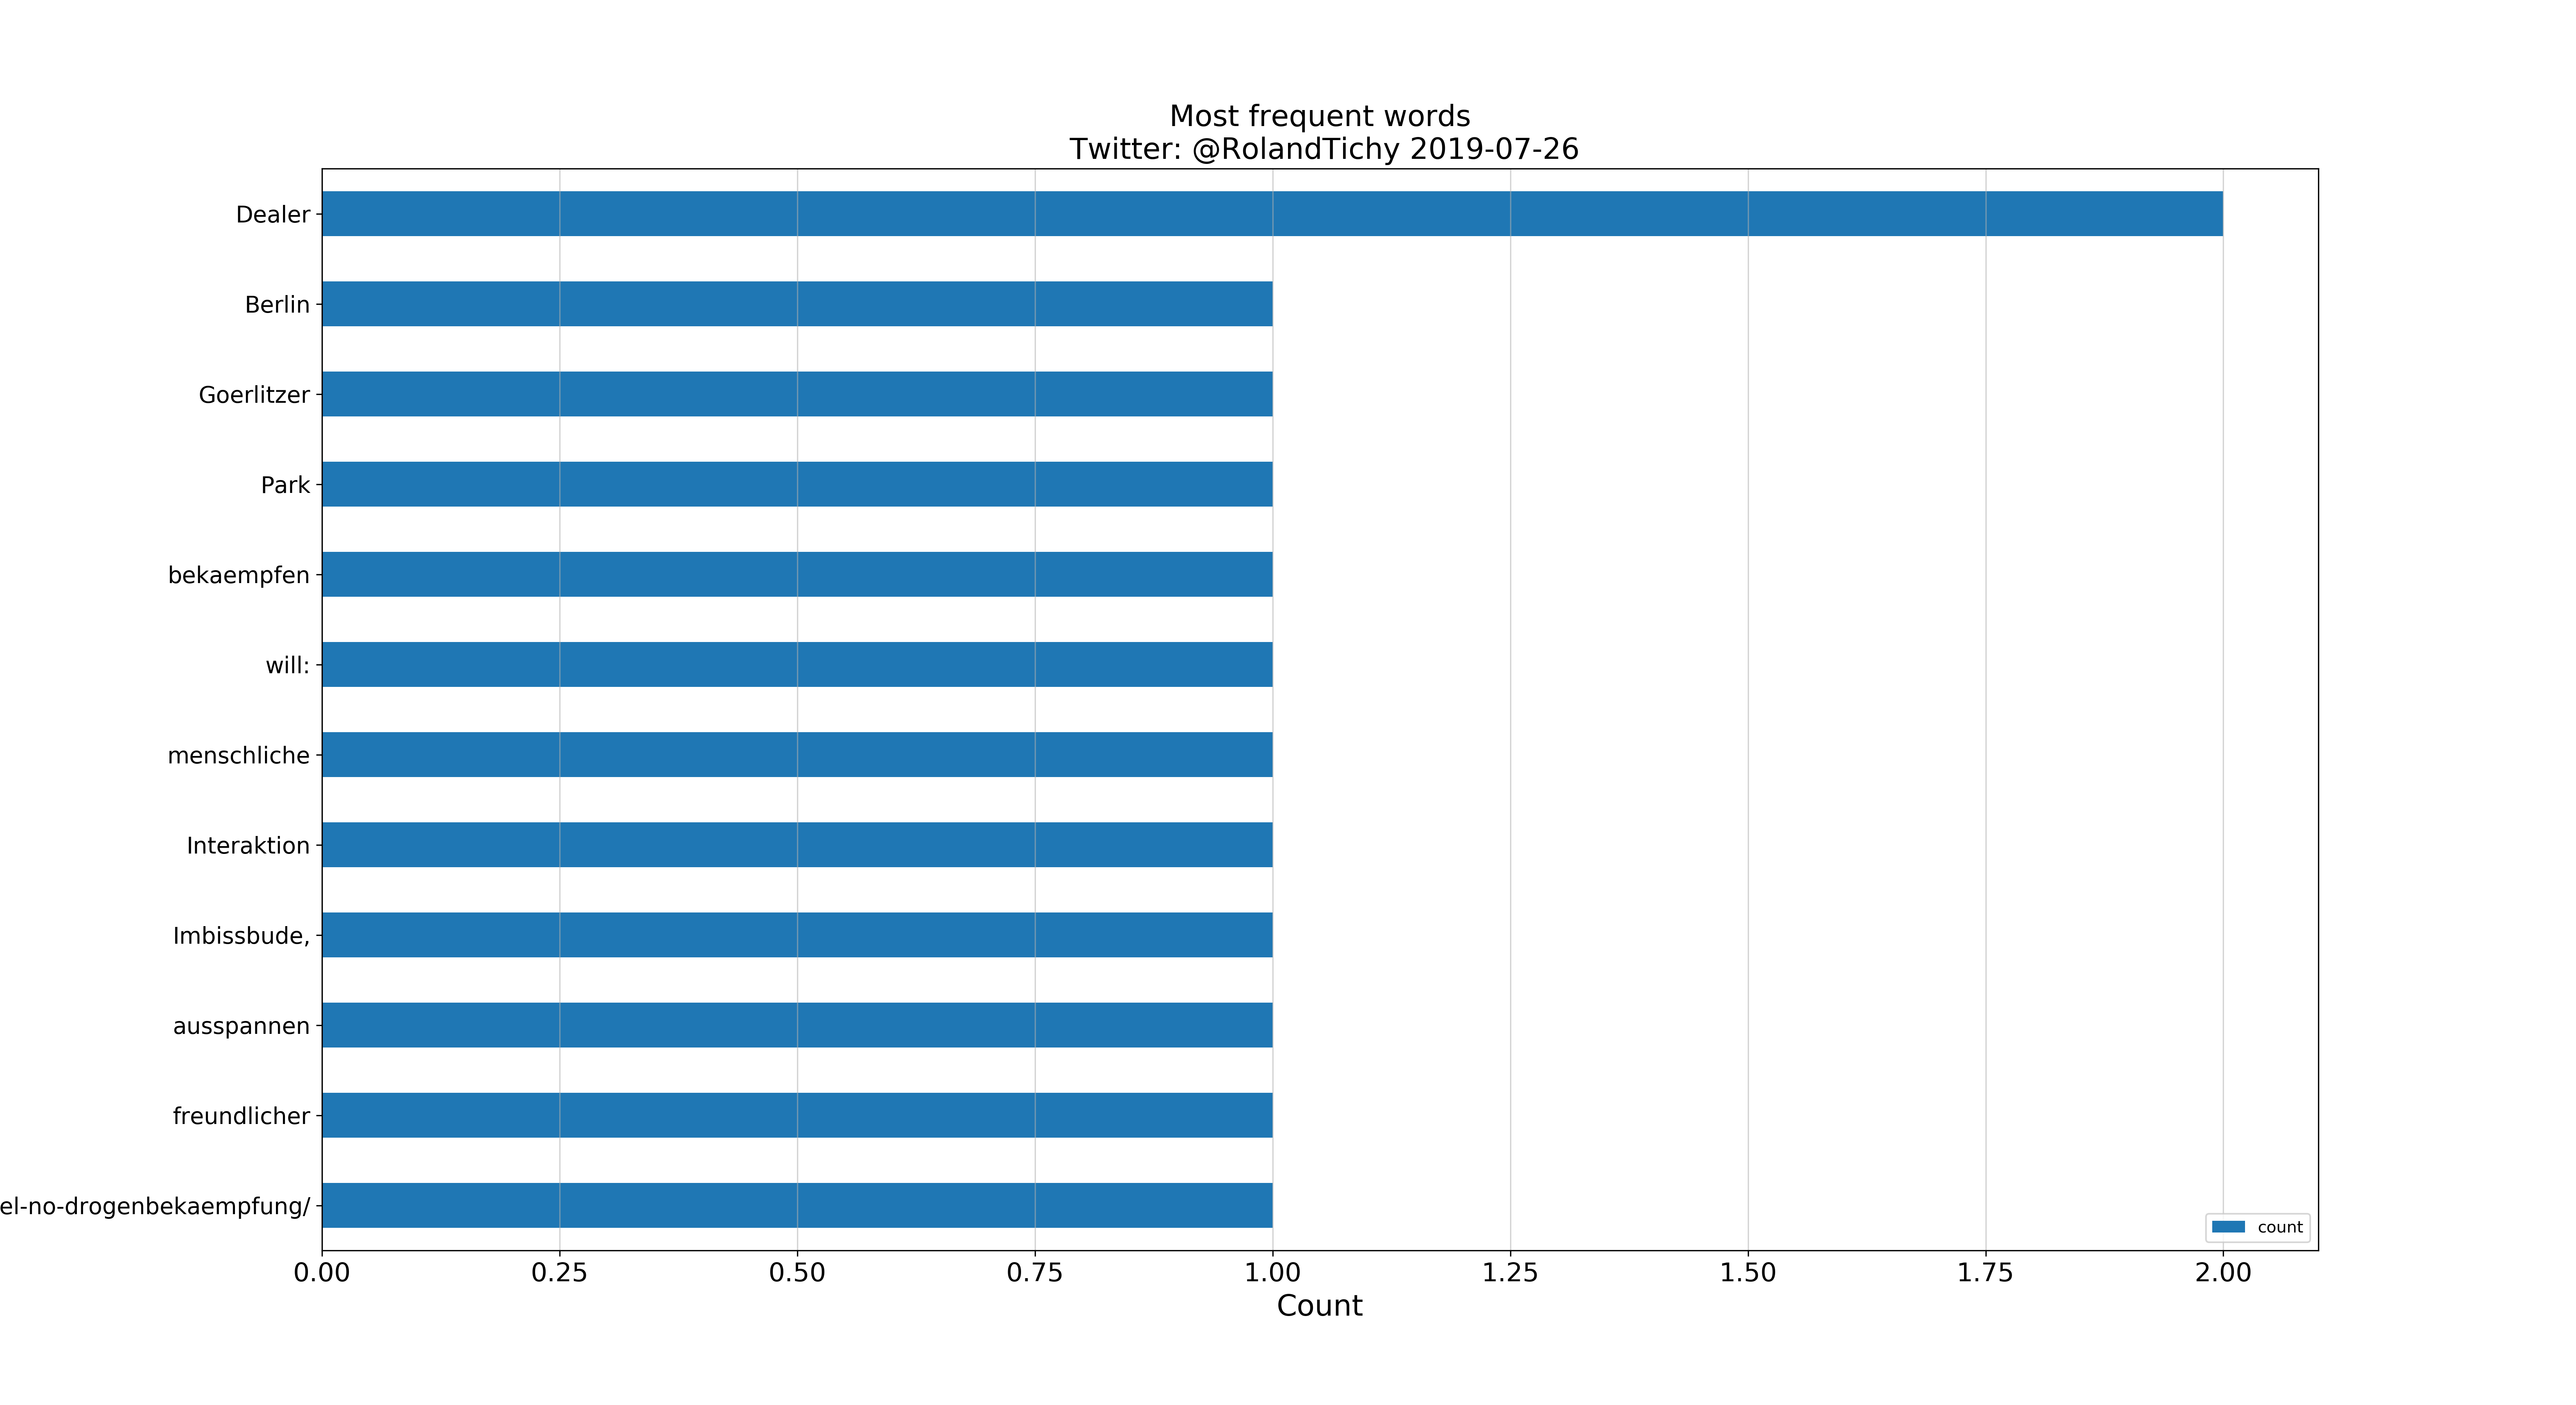 Most frequent words
Twitter: @RolandTichy 2019-07-26
Dealer
Berlin
Goerlitzer
Park
bekaempfen
will:
menschliche
Interaktion
Imbissbude,
ausspannen
freundlicher
el-no-drogenbekaempfung/
count
0.00 0.25 0.50 0.75 1.00 1.25 1.50 1.75 2.00
Count